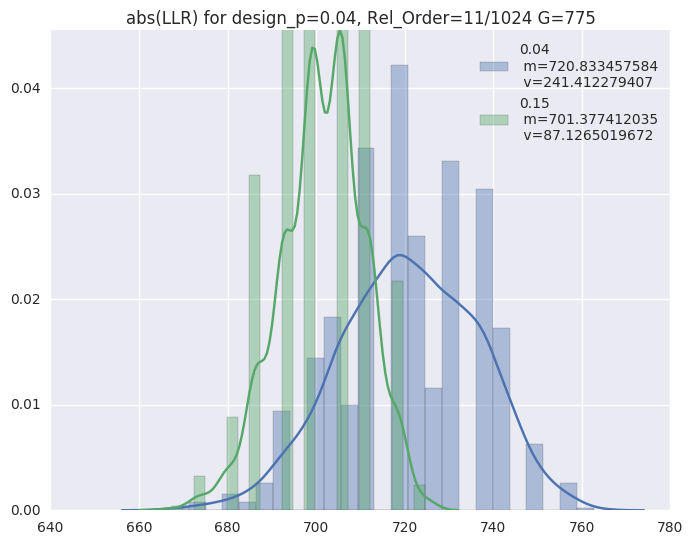 abs(LLR) for design_p=0.04, Rel_Order=11/1024 G=775
0.04
m=720.833457584
v=241.412279407
0.15
m=701.377412035
v=87.1265019672
0.04
0.03
0.02
0.01
0.00
640 660 680 700 720 740 760 780